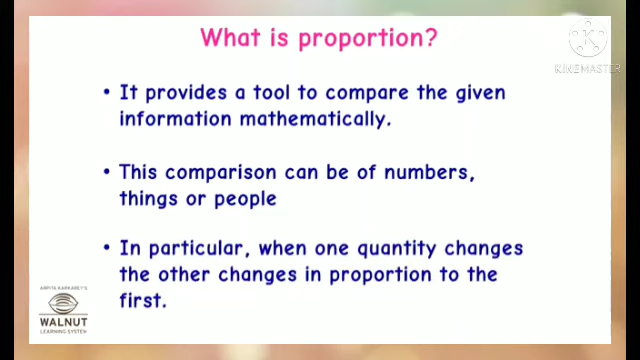 What is proportion?
KINEMASTER
• It provides a tool to compare the given
information mathematically.
• This comparison can be of numbers,
things or people
• In particular, when one quantity changes
the other changes in proportion to the
first.
ARPITA KARKAREY'S
WALNUT
LEARNING SYSTEM